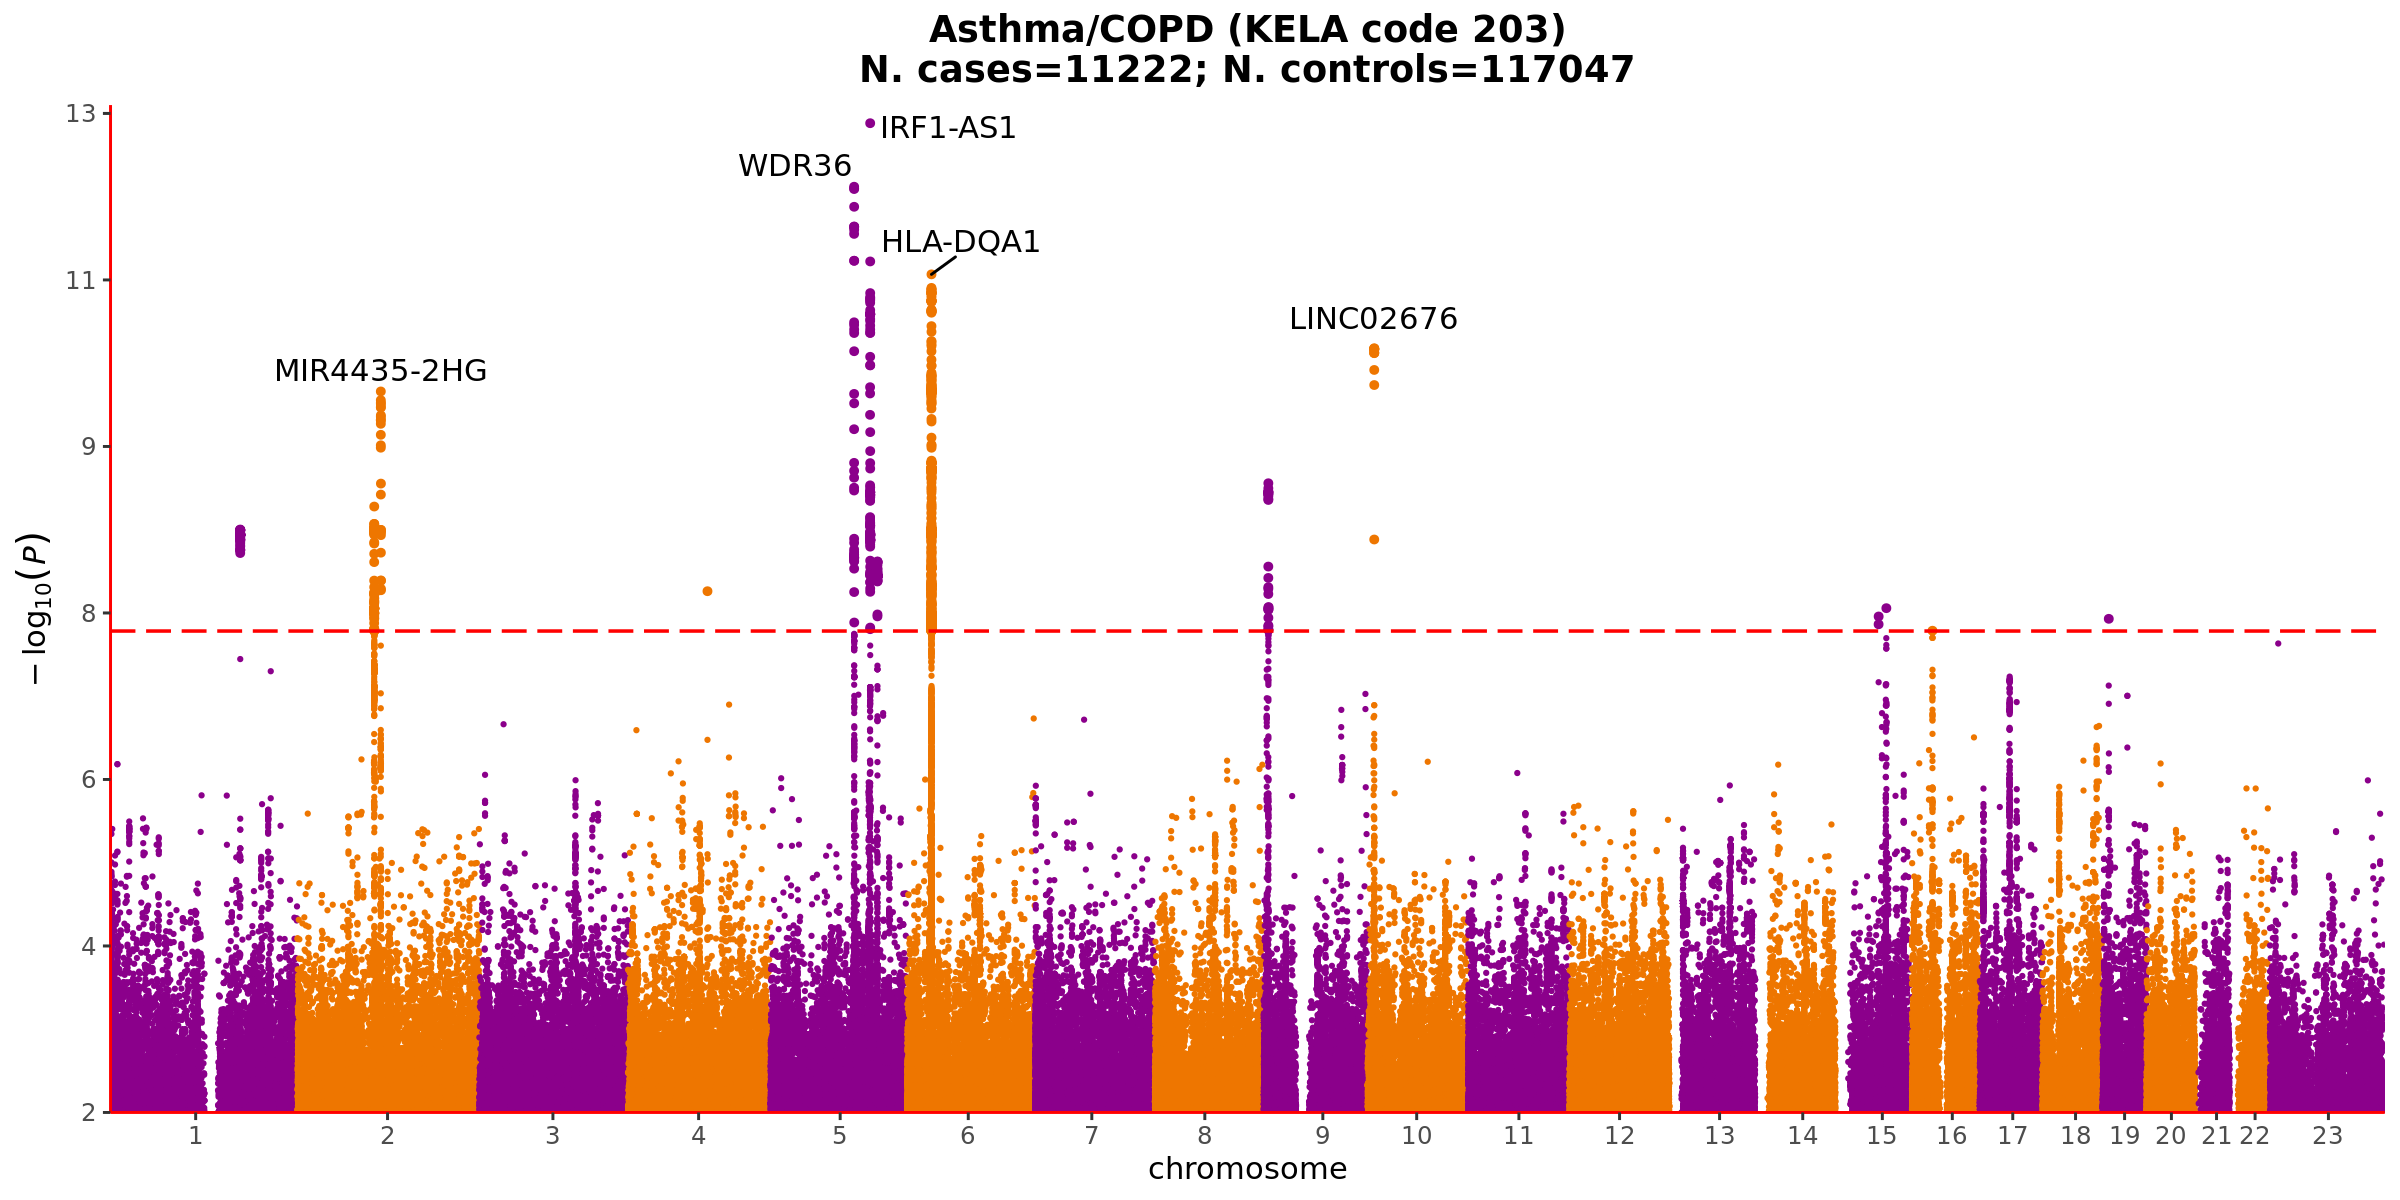 Asthma/COPD (KELA code 203)
N. cases=11222; N. controls=117047
13
IRF1-AS1
WDR36
HLA-DQA1
11
LINC02676
MIR4435-2HG
9
8
6
4
2
−log10(P)
1 2 3 4 5 6 7 8 9 10 11 12 13 14 15 16 17 18 19 20 21 22 23
chromosome